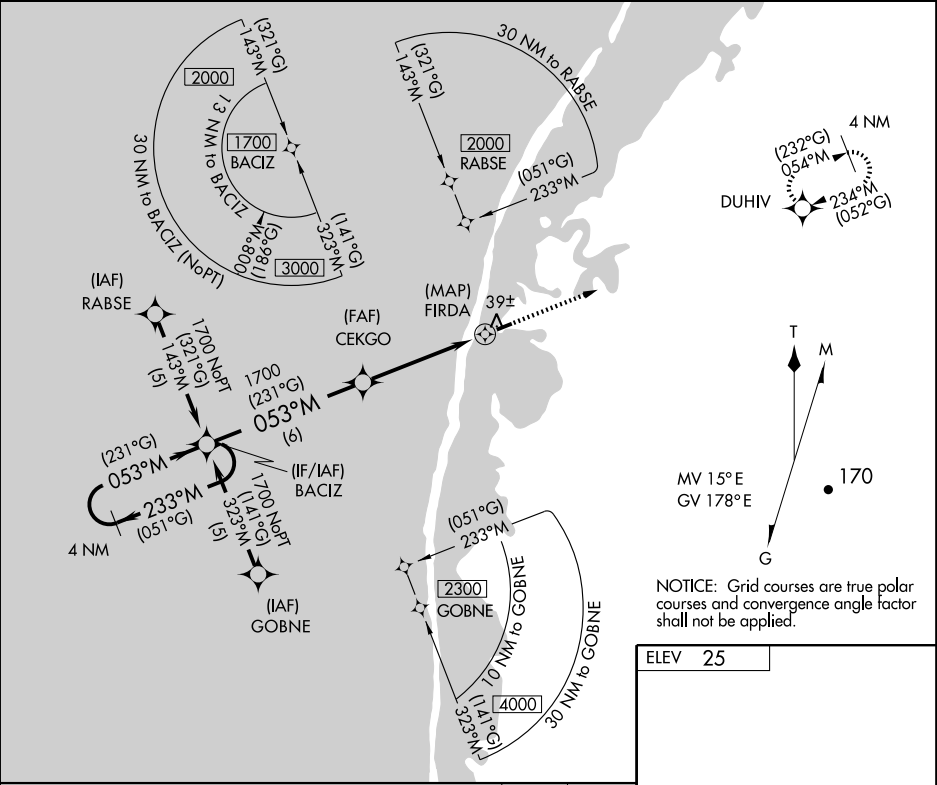 (321°G)
143°M
2000
13 NM to BACIZ
1700
BACIZ
30 NM to BACIZ (NoPT)
008°M
(186°G)
3000
(141°G)
323°M
30 NM to RABSE
(321°G)
143°M
2000
RABSE
(051°G)
233°M
4 NM
(232°G)
054°M
DUHIV
234°M
(052°G)
(IAF)
RABSE
1700 NoPT
(321°G)
143°M
(5)
(FAF)
CEKGO
(MAP)
FIRDA
39±
1700
(231°G)
053°M
(6)
(231°G)
053°M
233°M
(051°G)
4 NM
(IF/IAF)
BACIZ
1700 NoPT
(141°G)
323°M
(5)
(IAF)
GOBNE
(051°G)
233°M
2300
GOBNE
10 NM to GOBNE
30 NM to GOBNE
4000
(141°G)
323°M
T
M
MV 15°E
GV 178°E
170
G
NOTICE: Grid courses are true polar
courses and convergence angle factor
shall not be applied.
ELEV 25